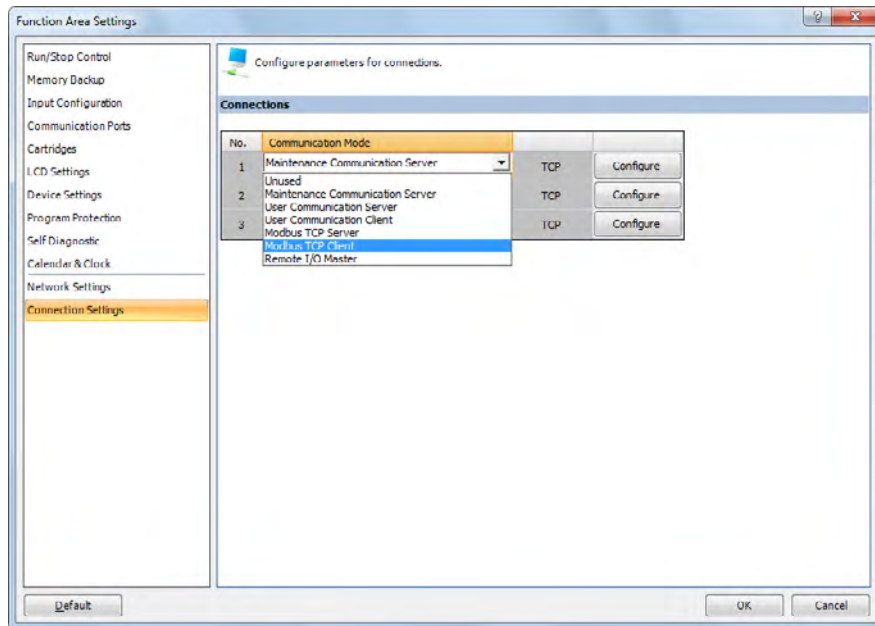 Function Area Settings
Run/Stop Control
Memory Backup
Input Configuration
Communication Ports
Cartridges
LCD Settings
Device Settings
Program Protection
Self Diagnostic
Calendar & Clock
Network Settings
Connection Settings
Configure parameters for connections.
Connections
No. Communication Mode
1 Maintenance Communication Server TCP Configure
2 TCP Configure
3 TCP Configure
Unused
Maintenance Communication Server
User Communication Server
User Communication Client
Modbus TCP Server
Modbus TCP Client
Remote I/O Master
Default OK Cancel